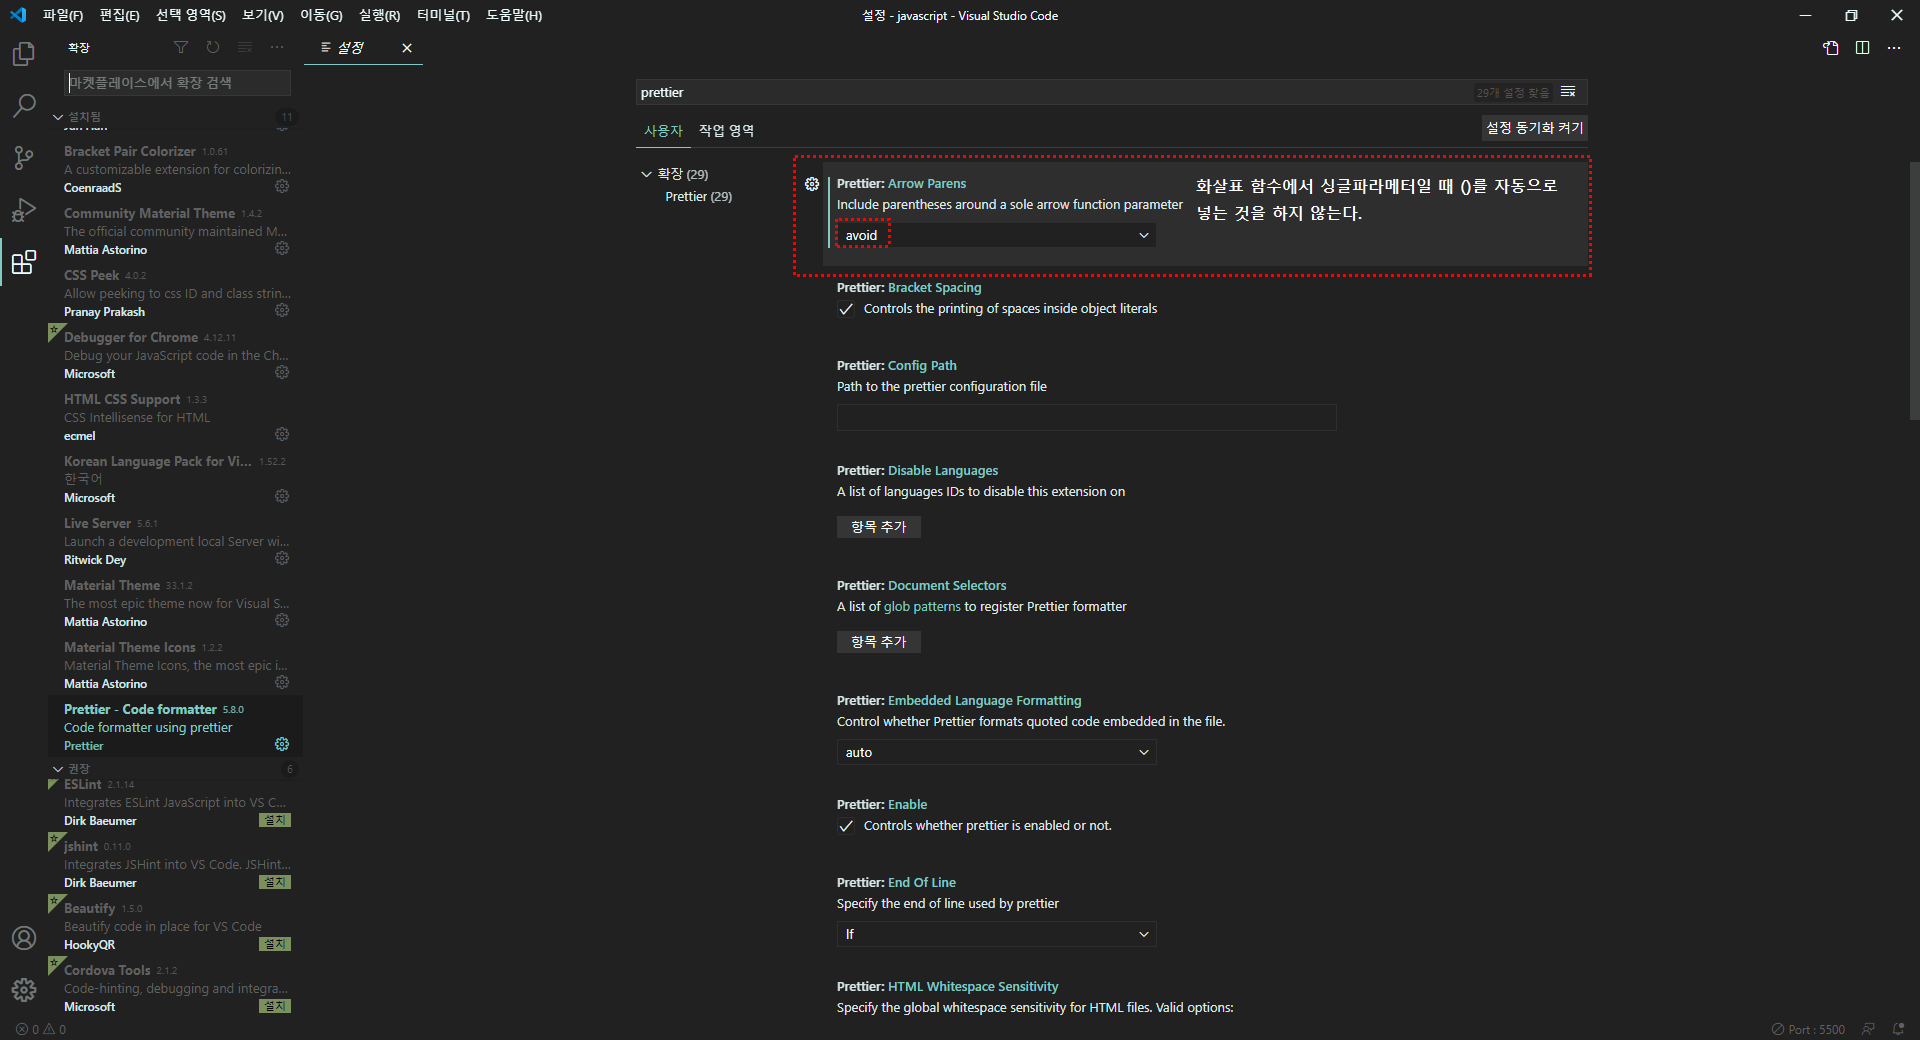 파일(F) 편집(E) 선택 영역(S) 보기(V) 이동(G) 실행(R) 터미널(T) 도움말(H)
설정 - javascript - Visual Studio Code
확장
마켓플레이스에서 확장 검색
설치됨 11
Bracket Pair Colorizer 1.0.61
A customizable extension for colorizin...
CoenraadS
Community Material Theme 1.4.2
The official community maintained M...
Mattia Astorino
CSS Peek 4.0.2
Allow peeking to css ID and class strin...
Pranay Prakash
Debugger for Chrome 4.12.11
Debug your JavaScript code in the Ch...
Microsoft
HTML CSS Support 1.3.3
CSS Intellisense for HTML
ecmel
Korean Language Pack for Vi... 1.52.2
한국어
Microsoft
Live Server 5.6.1
Launch a development local Server wi...
Ritwick Dey
Material Theme 33.1.2
The most epic theme now for Visual S...
Mattia Astorino
Material Theme Icons 1.2.2
Material Theme Icons, the most epic i...
Mattia Astorino
Prettier - Code formatter 5.8.0
Code formatter using prettier
Prettier
권장 6
ESLint 2.1.14
Integrates ESLint JavaScript into VS C...
Dirk Baeumer 설치
jshint 0.11.0
Integrates JSHint into VS Code. JSHint...
Dirk Baeumer 설치
Beautify 1.5.0
Beautify code in place for VS Code
HookyQR 설치
Cordova Tools 2.1.2
Code-hinting, debugging and integra...
Microsoft 설치
설정
prettier 29개 설정 찾음
사용자 작업 영역 설정 동기화 켜기
확장 (29)
Prettier (29)
Prettier: Arrow Parens
Include parentheses around a sole arrow function parameter
avoid
화살표 함수에서 싱글파라메터일 때 ()를 자동으로
넣는 것을 하지 않는다.
Prettier: Bracket Spacing
Controls the printing of spaces inside object literals
Prettier: Config Path
Path to the prettier configuration file
Prettier: Disable Languages
A list of languages IDs to disable this extension on
항목 추가
Prettier: Document Selectors
A list of glob patterns to register Prettier formatter
항목 추가
Prettier: Embedded Language Formatting
Control whether Prettier formats quoted code embedded in the file.
auto
Prettier: Enable
Controls whether prettier is enabled or not.
Prettier: End Of Line
Specify the end of line used by prettier
lf
Prettier: HTML Whitespace Sensitivity
Specify the global whitespace sensitivity for HTML files. Valid options:
0 0
Port : 5500